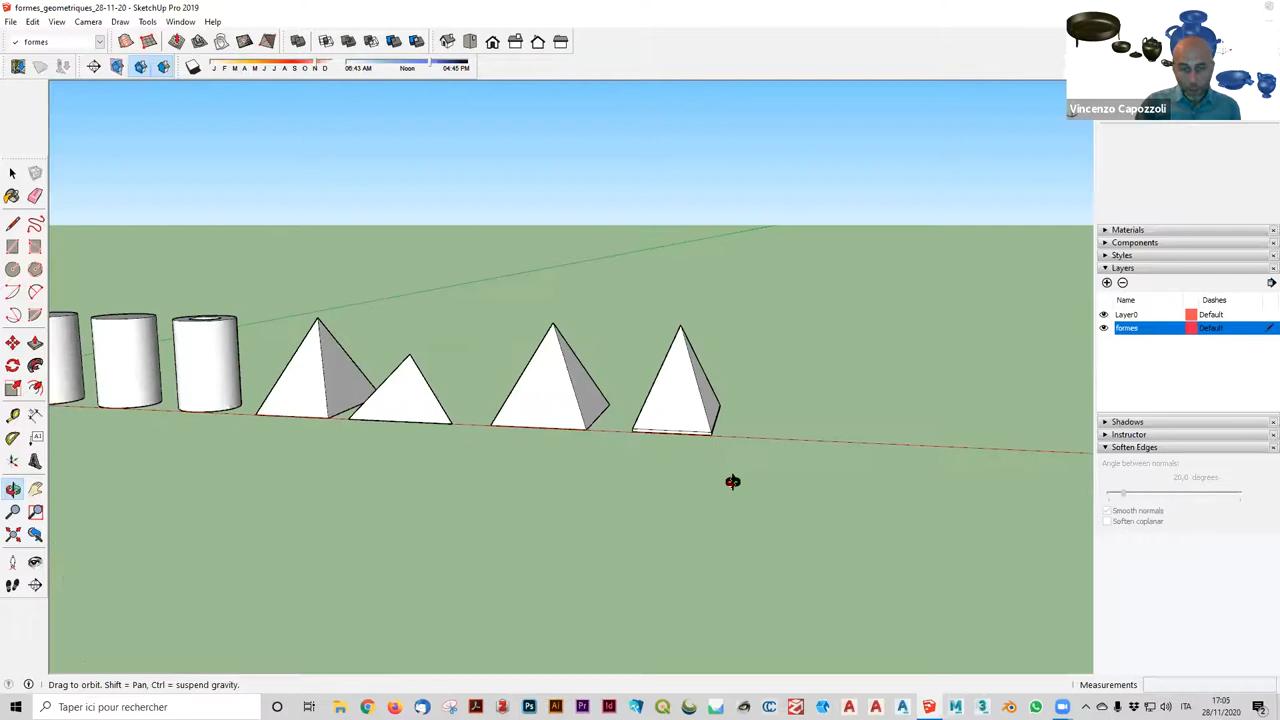 formes_geometriques_28-11-20 - SketchUp Pro 2019
File Edit View Camera Draw Tools Window Help
formes
J F M A M J J A S O N D
06:43 AM Noon 04:45 PM
Vincenzo Capozzoli
Materials
Components
Styles
Layers
Name Dashes
Layer0 Default
formes Default
Shadows
Instructor
Soften Edges
Angle between normals:
20,0 degrees
Smooth normals
Soften coplanar
Drag to orbit. Shift = Pan, Ctrl = suspend gravity.
Measurements
Taper ici pour rechercher
ITA
17:05
28/11/2020